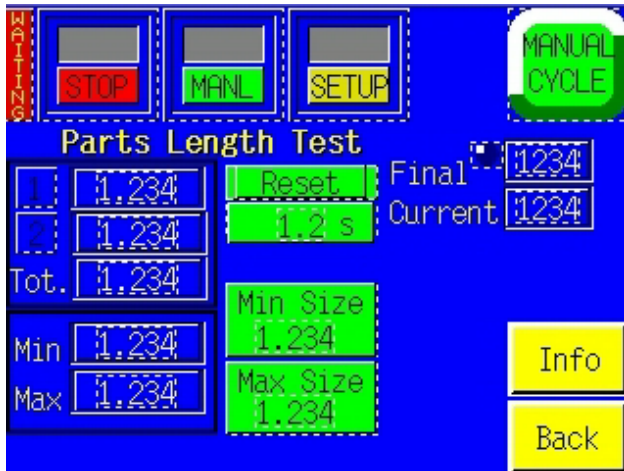 WAITING
STOP MANL SETUP MANUAL
CYCLE
Parts Length Test
1 1.234 Reset Final 1234
2 1.234 1.2 s Current 1234
Tot. 1.234
Min Size
1.234
Min 1.234
Max 1.234
Max Size
1.234
Info
Back